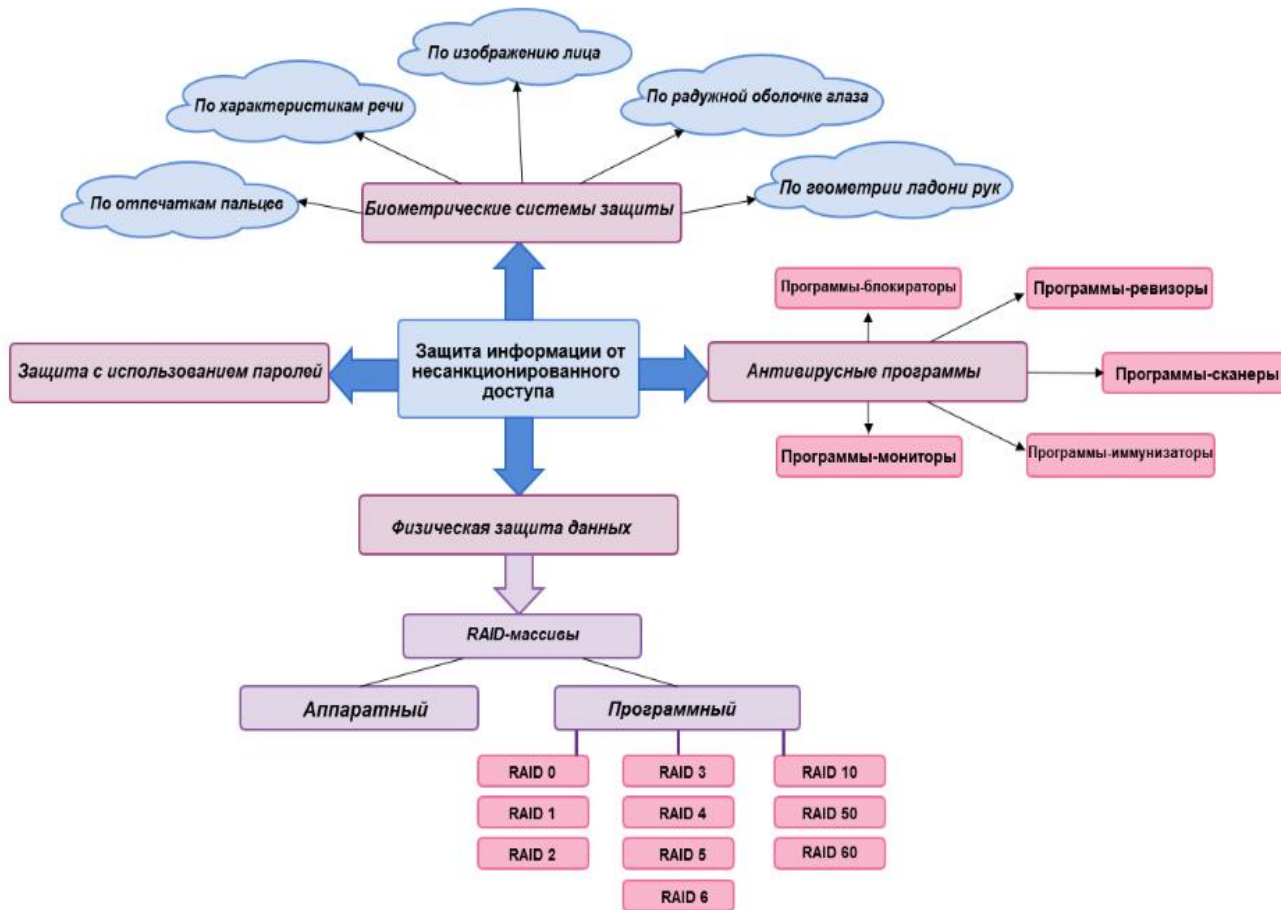 По изображению лица
По характеристикам речи
По радужной оболочке глаза
По отпечаткам пальцев
Биометрические системы защиты
По геометрии ладони рук
Программы-блокираторы
Программы-ревизоры
Защита с использованием паролей
Защита информации от
несанкционированного
доступа
Антивирусные программы
Программы-сканеры
Программы-мониторы
Программы-иммунизаторы
Физическая защита данных
RAID-массивы
Аппаратный
Программный
RAID 0
RAID 3
RAID 10
RAID 1
RAID 4
RAID 50
RAID 2
RAID 5
RAID 60
RAID 6